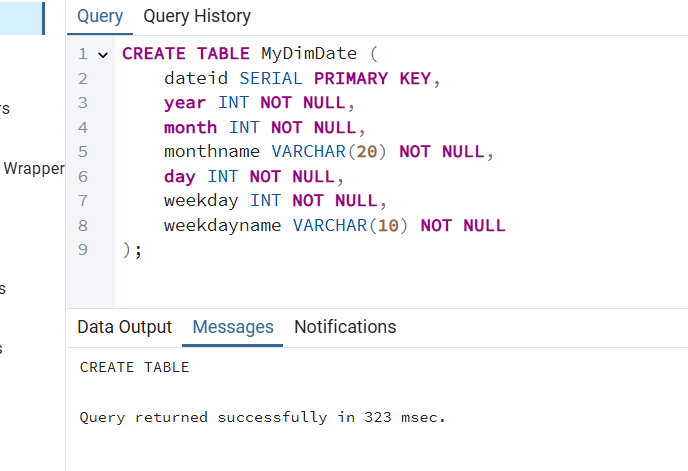 Query Query History
1 CREATE TABLE MyDimDate (
2 dateid SERIAL PRIMARY KEY,
3 year INT NOT NULL,
4 month INT NOT NULL,
5 monthname VARCHAR(20) NOT NULL,
6 day INT NOT NULL,
7 weekday INT NOT NULL,
8 weekdayname VARCHAR(10) NOT NULL
9 );
Wrapper
Data Output Messages Notifications
CREATE TABLE
Query returned successfully in 323 msec.